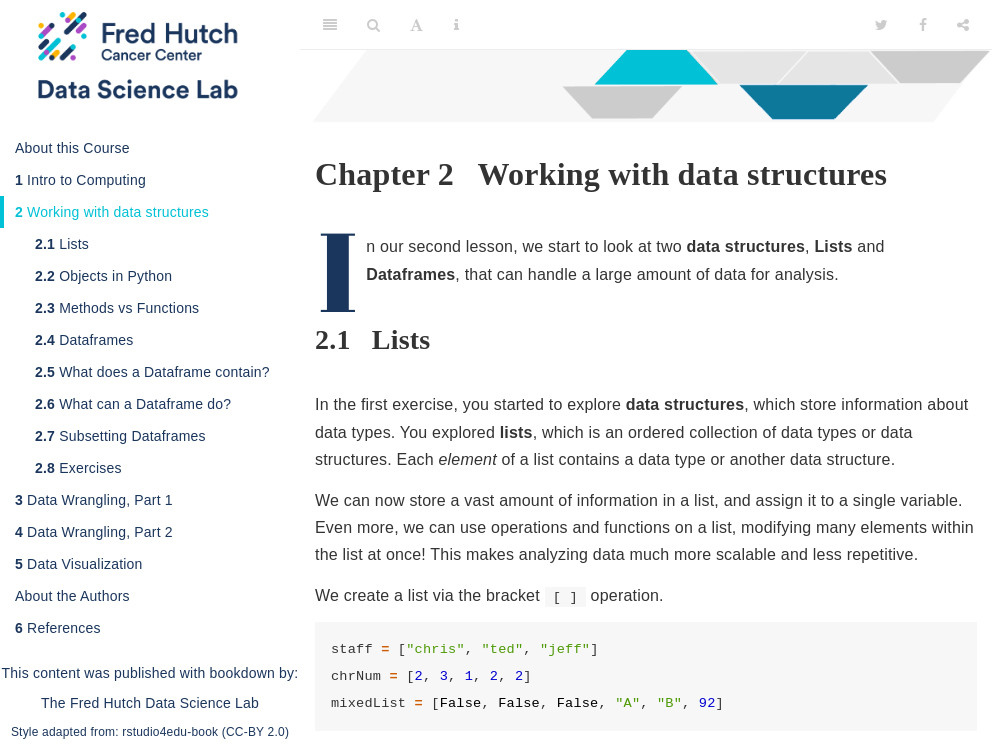 Fred Hutch
Cancer Center
Data Science Lab
About this Course
1 Intro to Computing
2 Working with data structures
2.1 Lists
2.2 Objects in Python
2.3 Methods vs Functions
2.4 Dataframes
2.5 What does a Dataframe contain?
2.6 What can a Dataframe do?
2.7 Subsetting Dataframes
2.8 Exercises
3 Data Wrangling, Part 1
4 Data Wrangling, Part 2
5 Data Visualization
About the Authors
6 References
This content was published with bookdown by:
The Fred Hutch Data Science Lab
Style adapted from: rstudio4edu-book (CC-BY 2.0)
Chapter 2 Working with data structures
In our second lesson, we start to look at two data structures, Lists and
Dataframes, that can handle a large amount of data for analysis.
2.1 Lists
In the first exercise, you started to explore data structures, which store information about
data types. You explored lists, which is an ordered collection of data types or data
structures. Each element of a list contains a data type or another data structure.
We can now store a vast amount of information in a list, and assign it to a single variable.
Even more, we can use operations and functions on a list, modifying many elements within
the list at once! This makes analyzing data much more scalable and less repetitive.
We create a list via the bracket [ ] operation.
staff = ["chris", "ted", "jeff"]
chrNum = [2, 3, 1, 2, 2]
mixedList = [False, False, False, "A", "B", 92]